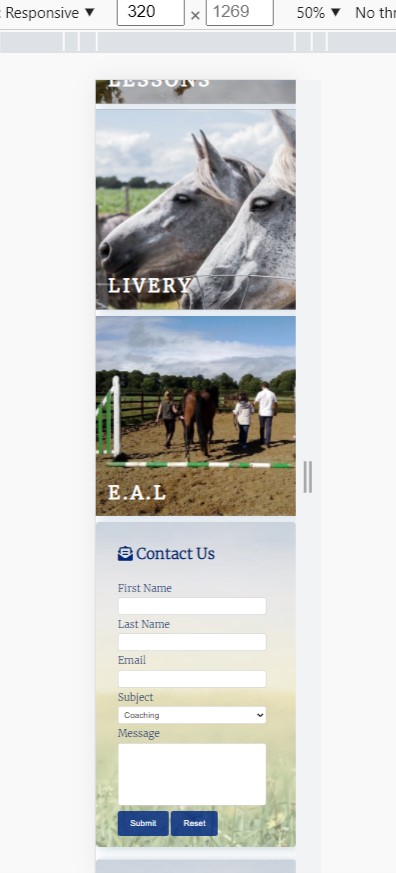 : Responsive ▼ 320 × 1269 50% ▼ No thr
LESSONS
LIVERY
E.A.L
Contact Us
First Name
Last Name
Email
Subject
Coaching
Message
Submit Reset